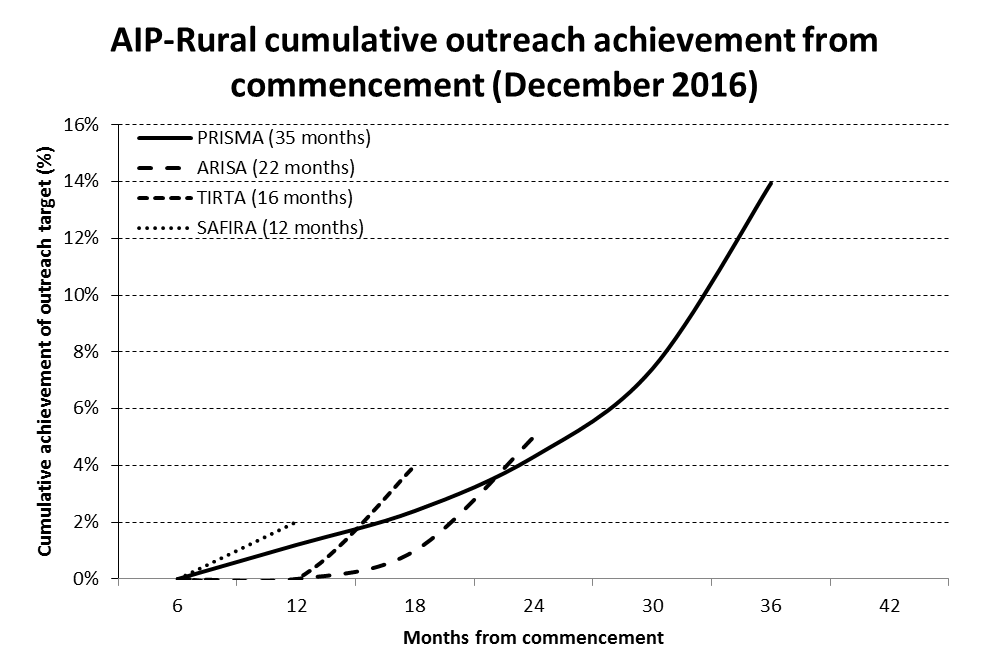 AIP-Rural cumulative outreach achievement from
commencement (December 2016)
Cumulative achievement of outreach target (%)
16%
14%
12%
10%
8%
6%
4%
2%
0%
PRISMA (35 months)
ARISA (22 months)
TIRTA (16 months)
SAFIRA (12 months)
6 12 18 24 30 36 42
Months from commencement